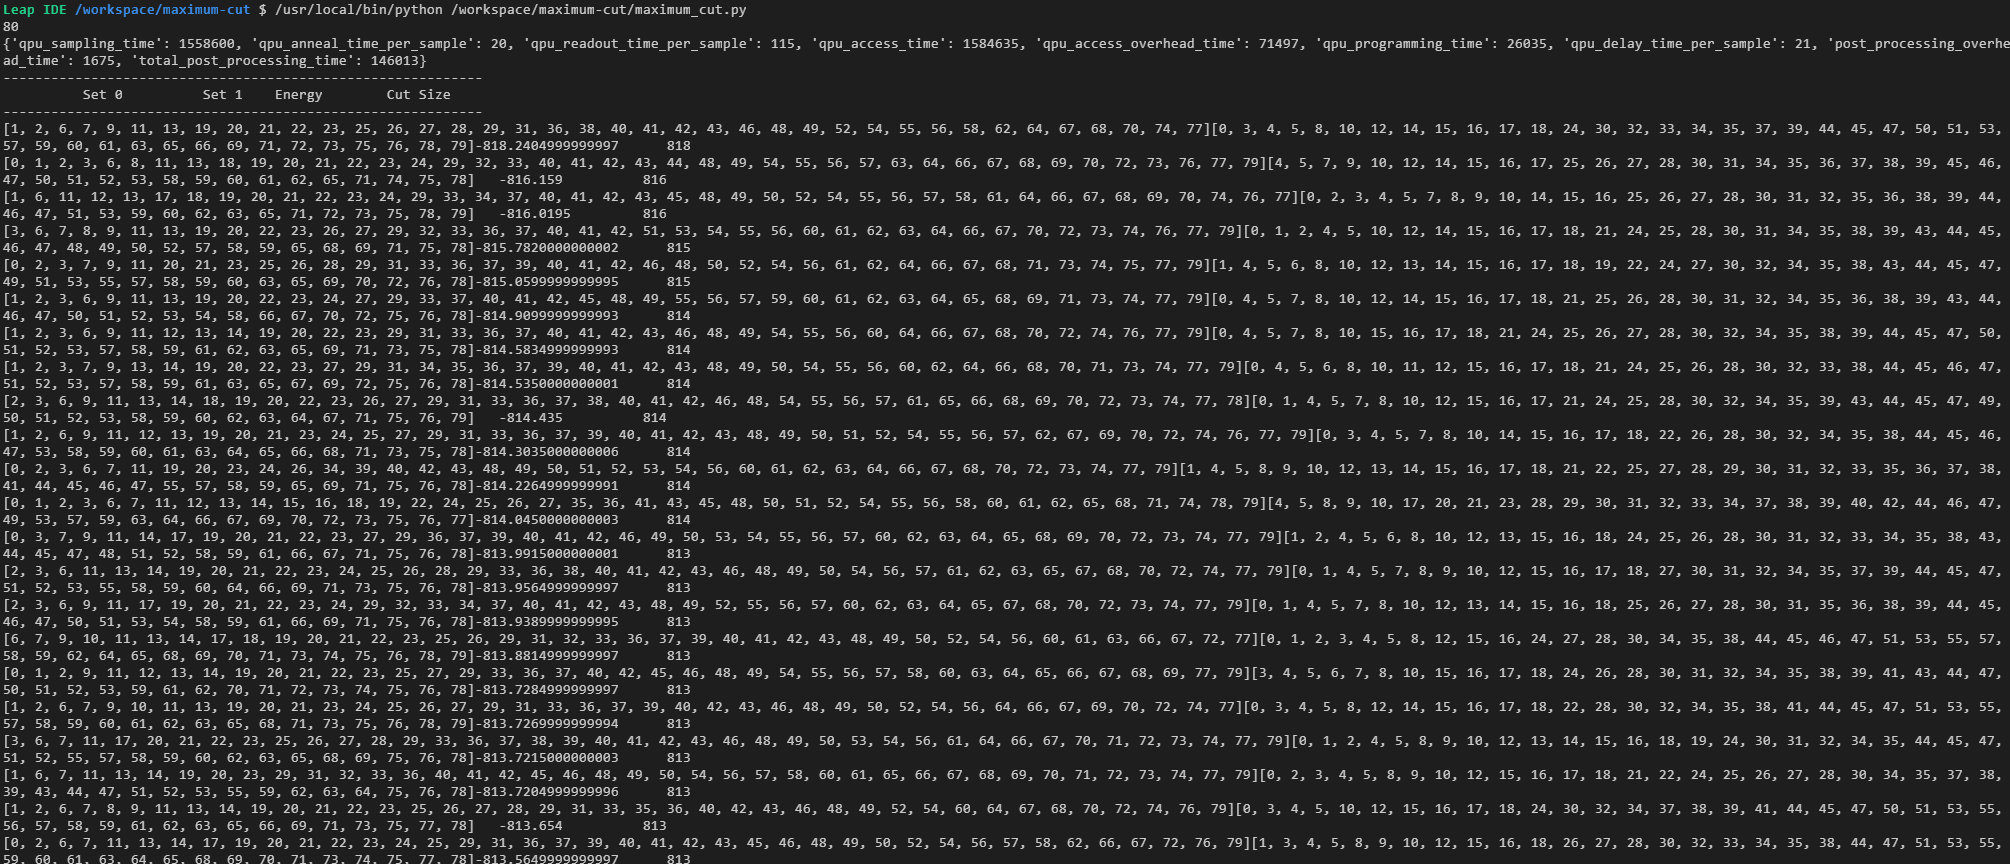 Leap IDE /workspace/maximum-cut $ /usr/local/bin/python /workspace/maximum-cut/maximum_cut.py
80
{'qpu_sampling_time': 1558600, 'qpu_anneal_time_per_sample': 20, 'qpu_readout_time_per_sample': 115, 'qpu_access_time': 1584635, 'qpu_access_overhead_time': 71497, 'qpu_programming_time': 26035, 'qpu_delay_time_per_sample': 21, 'post_processing_overhe
ad_time': 1675, 'total_post_processing_time': 146013}
------------------------------------------------------------
Set 0 Set 1 Energy Cut Size
------------------------------------------------------------
[1, 2, 6, 7, 9, 11, 13, 19, 20, 21, 22, 23, 25, 26, 27, 28, 29, 31, 36, 38, 40, 41, 42, 43, 46, 48, 49, 52, 54, 55, 56, 58, 62, 64, 67, 68, 70, 74, 77][0, 3, 4, 5, 8, 10, 12, 14, 15, 16, 17, 18, 24, 30, 32, 33, 34, 35, 37, 39, 44, 45, 47, 50, 51, 53,
57, 59, 60, 61, 63, 65, 66, 69, 71, 72, 73, 75, 76, 78, 79]-818.2404999999997 818
[0, 1, 2, 3, 6, 8, 11, 13, 18, 19, 20, 21, 22, 23, 24, 29, 32, 33, 40, 41, 42, 43, 44, 48, 49, 54, 55, 56, 57, 63, 64, 66, 67, 68, 69, 70, 72, 73, 76, 77, 79][4, 5, 7, 9, 10, 12, 14, 15, 16, 17, 25, 26, 27, 28, 30, 31, 34, 35, 36, 37, 38, 39, 45, 46,
47, 50, 51, 52, 53, 58, 59, 60, 61, 62, 65, 71, 74, 75, 78] -816.159 816
[1, 6, 11, 12, 13, 17, 18, 19, 20, 21, 22, 23, 24, 29, 33, 34, 37, 40, 41, 42, 43, 45, 48, 49, 50, 52, 54, 55, 56, 57, 58, 61, 64, 66, 67, 68, 69, 70, 74, 76, 77][0, 2, 3, 4, 5, 7, 8, 9, 10, 14, 15, 16, 25, 26, 27, 28, 30, 31, 32, 35, 36, 38, 39, 44,
46, 47, 51, 53, 59, 60, 62, 63, 65, 71, 72, 73, 75, 78, 79] -816.0195 816
[3, 6, 7, 8, 9, 11, 13, 19, 20, 22, 23, 26, 27, 29, 32, 33, 36, 37, 40, 41, 42, 51, 53, 54, 55, 56, 60, 61, 62, 63, 64, 66, 67, 70, 72, 73, 74, 76, 77, 79][0, 1, 2, 4, 5, 10, 12, 14, 15, 16, 17, 18, 21, 24, 25, 28, 30, 31, 34, 35, 38, 39, 43, 44, 45,
46, 47, 48, 49, 50, 52, 57, 58, 59, 65, 68, 69, 71, 75, 78]-815.7820000000002 815
[0, 2, 3, 7, 9, 11, 20, 21, 23, 25, 26, 28, 29, 31, 33, 36, 37, 39, 40, 41, 42, 46, 48, 50, 52, 54, 56, 61, 62, 64, 66, 67, 68, 71, 73, 74, 75, 77, 79][1, 4, 5, 6, 8, 10, 12, 13, 14, 15, 16, 17, 18, 19, 22, 24, 27, 30, 32, 34, 35, 38, 43, 44, 45, 47,
49, 51, 53, 55, 57, 58, 59, 60, 63, 65, 69, 70, 72, 76, 78]-815.0599999999995 815
[1, 2, 3, 6, 9, 11, 13, 19, 20, 22, 23, 24, 27, 29, 33, 37, 40, 41, 42, 45, 48, 49, 55, 56, 57, 59, 60, 61, 62, 63, 64, 65, 68, 69, 71, 73, 74, 77, 79][0, 4, 5, 7, 8, 10, 12, 14, 15, 16, 17, 18, 21, 25, 26, 28, 30, 31, 32, 34, 35, 36, 38, 39, 43, 44,
46, 47, 50, 51, 52, 53, 54, 58, 66, 67, 70, 72, 75, 76, 78]-814.9099999999993 814
[1, 2, 3, 6, 9, 11, 12, 13, 14, 19, 20, 22, 23, 29, 31, 33, 36, 37, 40, 41, 42, 43, 46, 48, 49, 54, 55, 56, 60, 64, 66, 67, 68, 70, 72, 74, 76, 77, 79][0, 4, 5, 7, 8, 10, 15, 16, 17, 18, 21, 24, 25, 26, 27, 28, 30, 32, 34, 35, 38, 39, 44, 45, 47, 50,
51, 52, 53, 57, 58, 59, 61, 62, 63, 65, 69, 71, 73, 75, 78]-814.5834999999993 814
[1, 2, 3, 7, 9, 13, 14, 19, 20, 22, 23, 27, 29, 31, 34, 35, 36, 37, 39, 40, 41, 42, 43, 48, 49, 50, 54, 55, 56, 60, 62, 64, 66, 68, 70, 71, 73, 74, 77, 79][0, 4, 5, 6, 8, 10, 11, 12, 15, 16, 17, 18, 21, 24, 25, 26, 28, 30, 32, 33, 38, 44, 45, 46, 47,
51, 52, 53, 57, 58, 59, 61, 63, 65, 67, 69, 72, 75, 76, 78]-814.5350000000001 814
[2, 3, 6, 9, 11, 13, 14, 18, 19, 20, 22, 23, 26, 27, 29, 31, 33, 36, 37, 38, 40, 41, 42, 46, 48, 54, 55, 56, 57, 61, 65, 66, 68, 69, 70, 72, 73, 74, 77, 78][0, 1, 4, 5, 7, 8, 10, 12, 15, 16, 17, 21, 24, 25, 28, 30, 32, 34, 35, 39, 43, 44, 45, 47, 49,
50, 51, 52, 53, 58, 59, 60, 62, 63, 64, 67, 71, 75, 76, 79] -814.435 814
[1, 2, 6, 9, 11, 12, 13, 19, 20, 21, 23, 24, 25, 27, 29, 31, 33, 36, 37, 39, 40, 41, 42, 43, 48, 49, 50, 51, 52, 54, 55, 56, 57, 62, 67, 69, 70, 72, 74, 76, 77, 79][0, 3, 4, 5, 7, 8, 10, 14, 15, 16, 17, 18, 22, 26, 28, 30, 32, 34, 35, 38, 44, 45, 46,
47, 53, 58, 59, 60, 61, 63, 64, 65, 66, 68, 71, 73, 75, 78]-814.3035000000006 814
[0, 2, 3, 6, 7, 11, 19, 20, 23, 24, 26, 34, 39, 40, 42, 43, 48, 49, 50, 51, 52, 53, 54, 56, 60, 61, 62, 63, 64, 66, 67, 68, 70, 72, 73, 74, 77, 79][1, 4, 5, 8, 9, 10, 12, 13, 14, 15, 16, 17, 18, 21, 22, 25, 27, 28, 29, 30, 31, 32, 33, 35, 36, 37, 38,
41, 44, 45, 46, 47, 55, 57, 58, 59, 65, 69, 71, 75, 76, 78]-814.2264999999991 814
[0, 1, 2, 3, 6, 7, 11, 12, 13, 14, 15, 16, 18, 19, 22, 24, 25, 26, 27, 35, 36, 41, 43, 45, 48, 50, 51, 52, 54, 55, 56, 58, 60, 61, 62, 65, 68, 71, 74, 78, 79][4, 5, 8, 9, 10, 17, 20, 21, 23, 28, 29, 30, 31, 32, 33, 34, 37, 38, 39, 40, 42, 44, 46, 47,
49, 53, 57, 59, 63, 64, 66, 67, 69, 70, 72, 73, 75, 76, 77]-814.0450000000003 814
[0, 3, 7, 9, 11, 14, 17, 19, 20, 21, 22, 23, 27, 29, 36, 37, 39, 40, 41, 42, 46, 49, 50, 53, 54, 55, 56, 57, 60, 62, 63, 64, 65, 68, 69, 70, 72, 73, 74, 77, 79][1, 2, 4, 5, 6, 8, 10, 12, 13, 15, 16, 18, 24, 25, 26, 28, 30, 31, 32, 33, 34, 35, 38, 43,
44, 45, 47, 48, 51, 52, 58, 59, 61, 66, 67, 71, 75, 76, 78]-813.9915000000001 813
[2, 3, 6, 11, 13, 14, 19, 20, 21, 22, 23, 24, 25, 26, 28, 29, 33, 36, 38, 40, 41, 42, 43, 46, 48, 49, 50, 54, 56, 57, 61, 62, 63, 65, 67, 68, 70, 72, 74, 77, 79][0, 1, 4, 5, 7, 8, 9, 10, 12, 15, 16, 17, 18, 27, 30, 31, 32, 34, 35, 37, 39, 44, 45, 47,
51, 52, 53, 55, 58, 59, 60, 64, 66, 69, 71, 73, 75, 76, 78]-813.9564999999997 813
[2, 3, 6, 9, 11, 17, 19, 20, 21, 22, 23, 24, 29, 32, 33, 34, 37, 40, 41, 42, 43, 48, 49, 52, 55, 56, 57, 60, 62, 63, 64, 65, 67, 68, 70, 72, 73, 74, 77, 79][0, 1, 4, 5, 7, 8, 10, 12, 13, 14, 15, 16, 18, 25, 26, 27, 28, 30, 31, 35, 36, 38, 39, 44, 45,
46, 47, 50, 51, 53, 54, 58, 59, 61, 66, 69, 71, 75, 76, 78]-813.9389999999995 813
[6, 7, 9, 10, 11, 13, 14, 17, 18, 19, 20, 21, 22, 23, 25, 26, 29, 31, 32, 33, 36, 37, 39, 40, 41, 42, 43, 48, 49, 50, 52, 54, 56, 60, 61, 63, 66, 67, 72, 77][0, 1, 2, 3, 4, 5, 8, 12, 15, 16, 24, 27, 28, 30, 34, 35, 38, 44, 45, 46, 47, 51, 53, 55, 57,
58, 59, 62, 64, 65, 68, 69, 70, 71, 73, 74, 75, 76, 78, 79]-813.8814999999997 813
[0, 1, 2, 9, 11, 12, 13, 14, 19, 20, 21, 22, 23, 25, 27, 29, 33, 36, 37, 40, 42, 45, 46, 48, 49, 54, 55, 56, 57, 58, 60, 63, 64, 65, 66, 67, 68, 69, 77, 79][3, 4, 5, 6, 7, 8, 10, 15, 16, 17, 18, 24, 26, 28, 30, 31, 32, 34, 35, 38, 39, 41, 43, 44, 47,
50, 51, 52, 53, 59, 61, 62, 70, 71, 72, 73, 74, 75, 76, 78]-813.7284999999997 813
[1, 2, 6, 7, 9, 10, 11, 13, 19, 20, 21, 23, 24, 25, 26, 27, 29, 31, 33, 36, 37, 39, 40, 42, 43, 46, 48, 49, 50, 52, 54, 56, 64, 66, 67, 69, 70, 72, 74, 77][0, 3, 4, 5, 8, 12, 14, 15, 16, 17, 18, 22, 28, 30, 32, 34, 35, 38, 41, 44, 45, 47, 51, 53, 55,
57, 58, 59, 60, 61, 62, 63, 65, 68, 71, 73, 75, 76, 78, 79]-813.7269999999994 813
[3, 6, 7, 11, 17, 20, 21, 22, 23, 25, 26, 27, 28, 29, 33, 36, 37, 38, 39, 40, 41, 42, 43, 46, 48, 49, 50, 53, 54, 56, 61, 64, 66, 67, 70, 71, 72, 73, 74, 77, 79][0, 1, 2, 4, 5, 8, 9, 10, 12, 13, 14, 15, 16, 18, 19, 24, 30, 31, 32, 34, 35, 44, 45, 47,
51, 52, 55, 57, 58, 59, 60, 62, 63, 65, 68, 69, 75, 76, 78]-813.7215000000003 813
[1, 6, 7, 11, 13, 14, 19, 20, 23, 29, 31, 32, 33, 36, 40, 41, 42, 45, 46, 48, 49, 50, 54, 56, 57, 58, 60, 61, 65, 66, 67, 68, 69, 70, 71, 72, 73, 74, 77, 79][0, 2, 3, 4, 5, 8, 9, 10, 12, 15, 16, 17, 18, 21, 22, 24, 25, 26, 27, 28, 30, 34, 35, 37, 38,
39, 43, 44, 47, 51, 52, 53, 55, 59, 62, 63, 64, 75, 76, 78]-813.7204999999996 813
[1, 2, 6, 7, 8, 9, 11, 13, 14, 19, 20, 21, 22, 23, 25, 26, 27, 28, 29, 31, 33, 35, 36, 40, 42, 43, 46, 48, 49, 52, 54, 60, 64, 67, 68, 70, 72, 74, 76, 79][0, 3, 4, 5, 10, 12, 15, 16, 17, 18, 24, 30, 32, 34, 37, 38, 39, 41, 44, 45, 47, 50, 51, 53, 55,
56, 57, 58, 59, 61, 62, 63, 65, 66, 69, 71, 73, 75, 77, 78] -813.654 813
[0, 2, 6, 7, 11, 13, 14, 17, 19, 20, 21, 22, 23, 24, 25, 29, 31, 36, 37, 39, 40, 41, 42, 43, 45, 46, 48, 49, 50, 52, 54, 56, 57, 58, 62, 66, 67, 72, 76, 79][1, 3, 4, 5, 8, 9, 10, 12, 15, 16, 18, 26, 27, 28, 30, 32, 33, 34, 35, 38, 44, 47, 51, 53, 55,
59, 60, 61, 63, 64, 65, 68, 69, 70, 71, 73, 74, 75, 77, 78]-813.5649999999997 813